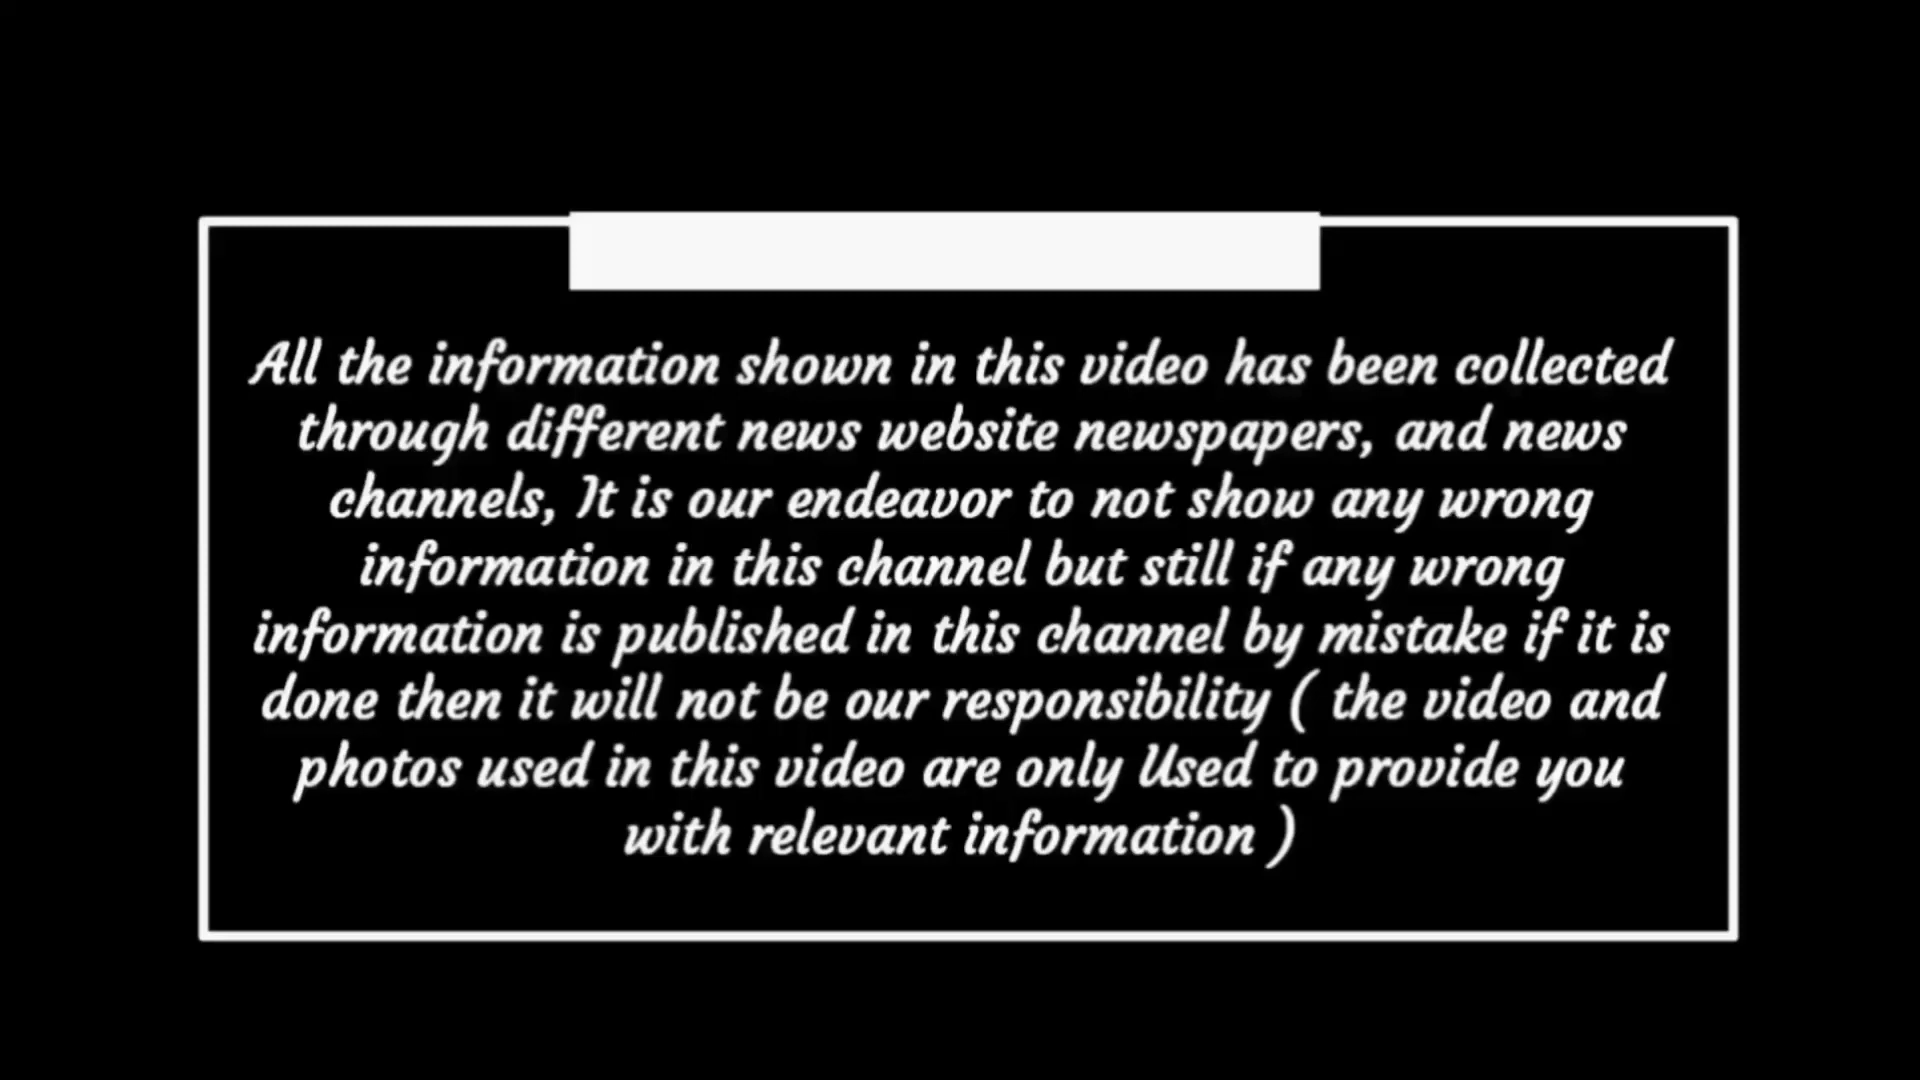 All the information shown in this video has been collected
through different news website newspapers, and news
channels, It is our endeavor to not show any wrong
information in this channel but still if any wrong
information is published in this channel by mistake if it is
done then it will not be our responsibility ( the video and
photos used in this video are only Used to provide you
with relevant information )